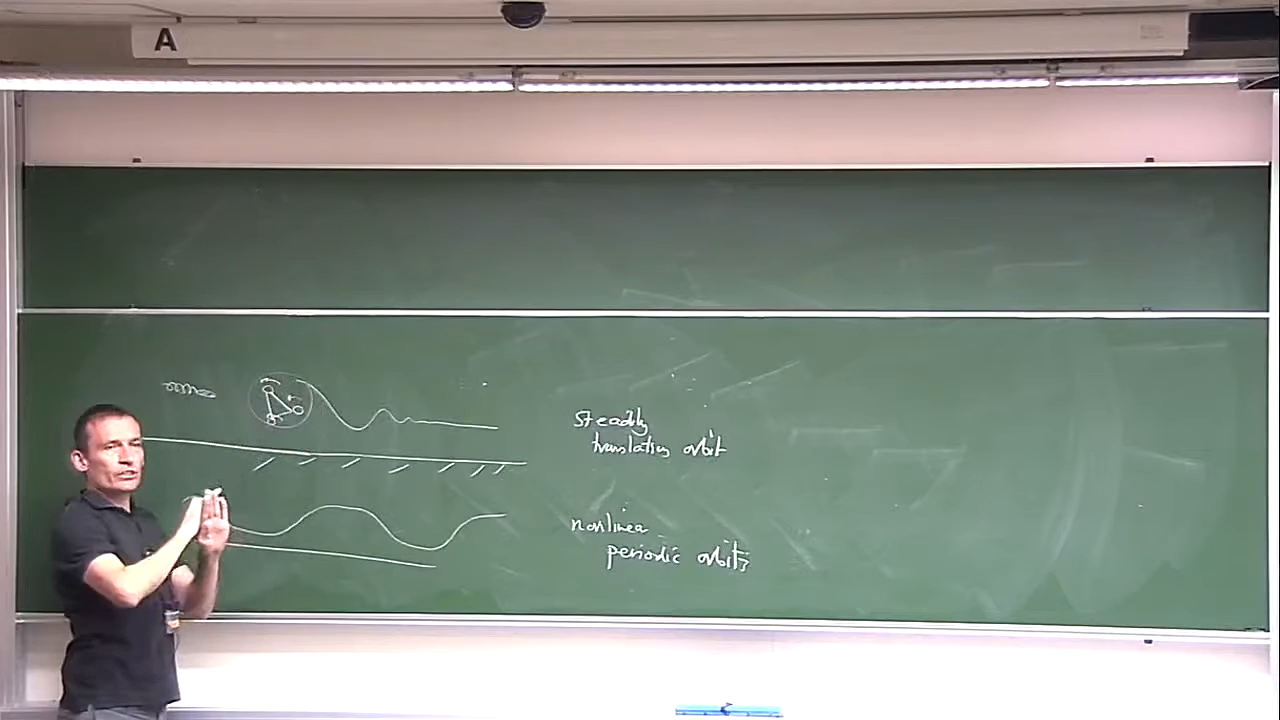 A
steadily
translating orbit
nonlinear
periodic orbits